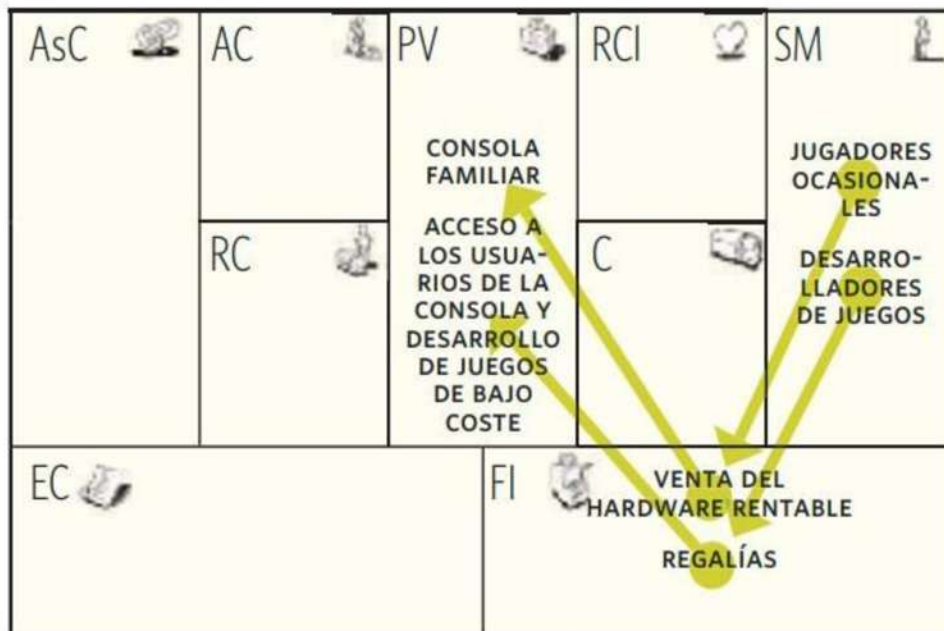 AsC
AC
PV
RCl
SM
CONSOLA
FAMILIAR
ACCESO A
LOS USUA-
RIOS DE LA
CONSOLA Y
DESARROLLO
DE JUEGOS
DE BAJO
COSTE
JUGADORES
OCASIONA-
LES
DESARRO-
LLADORES
DE JUEGOS
RC
C
EC
FI
VENTA DEL
HARDWARE RENTABLE
REGALÍAS